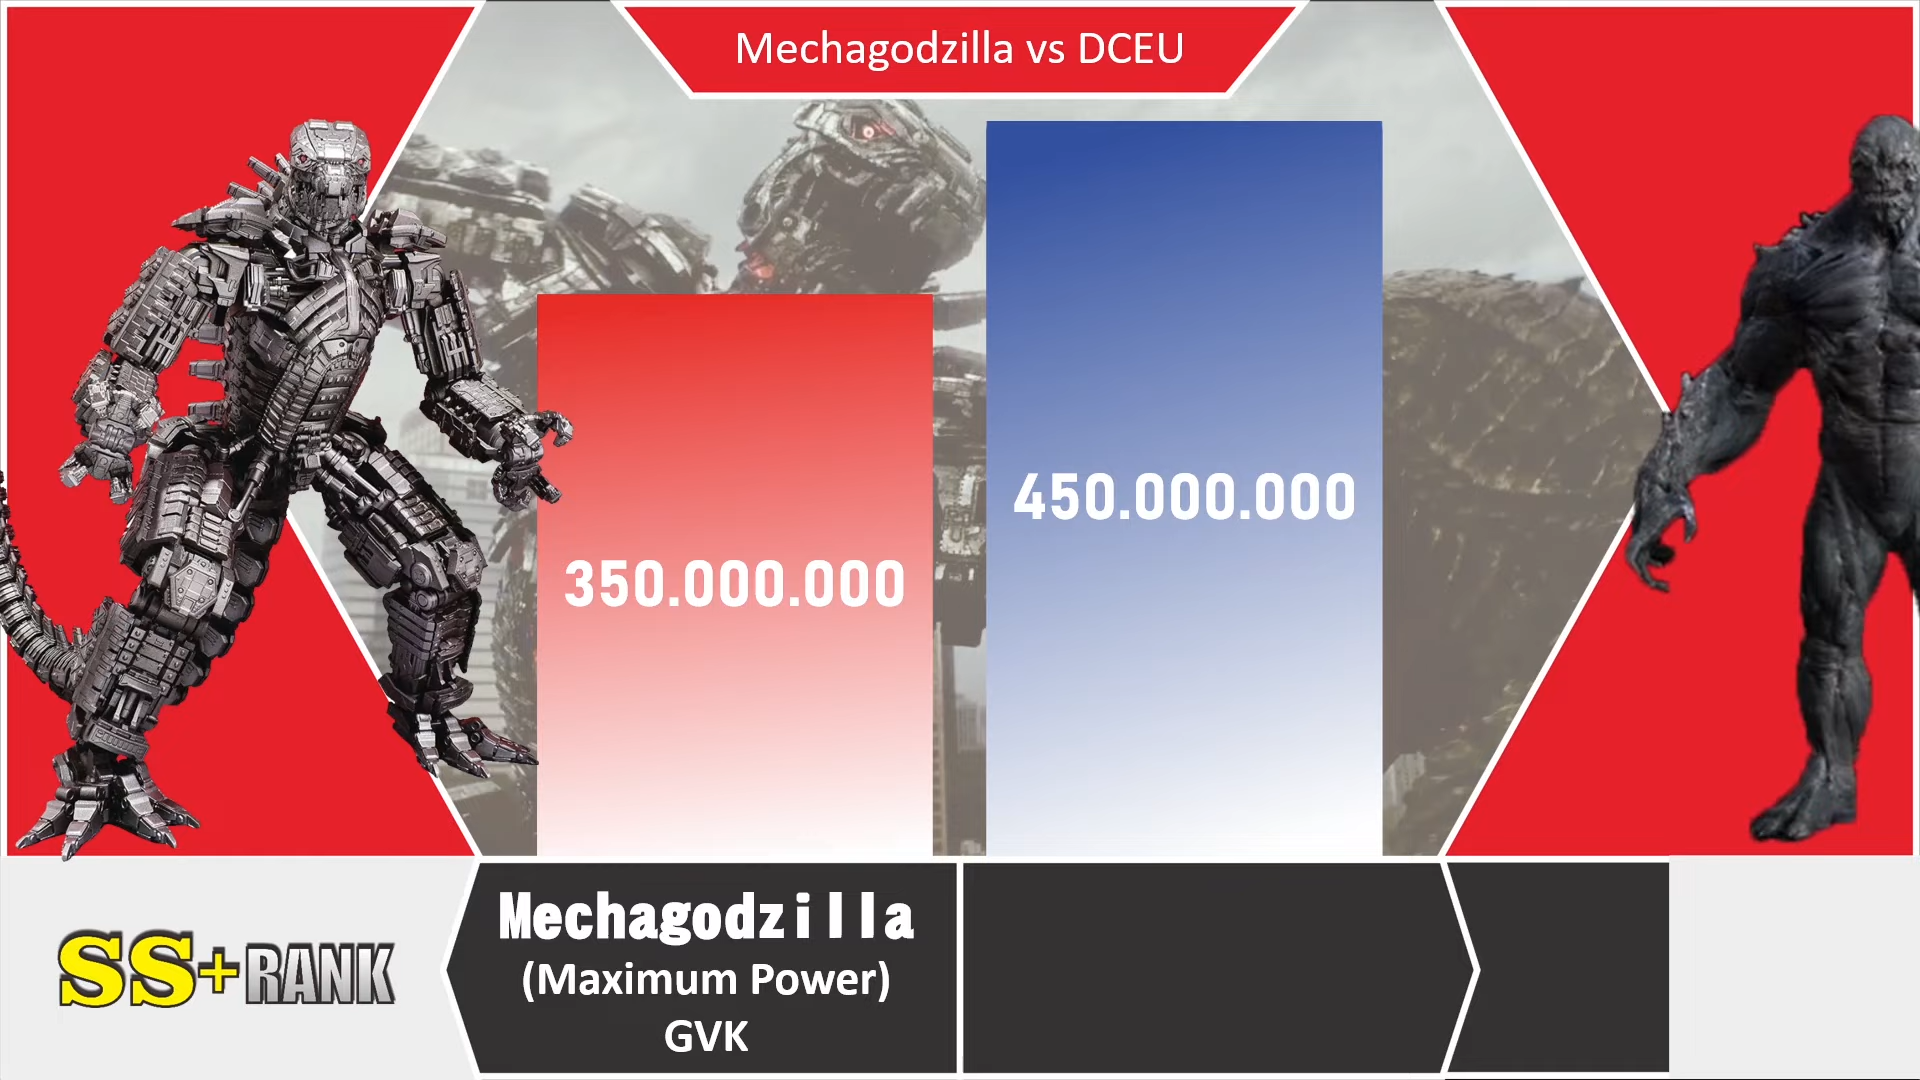 Mechagodzilla vs DCEU
350.000.000
450.000.000
SS+RANK
Mechagodzilla
(Maximum Power)
GVK